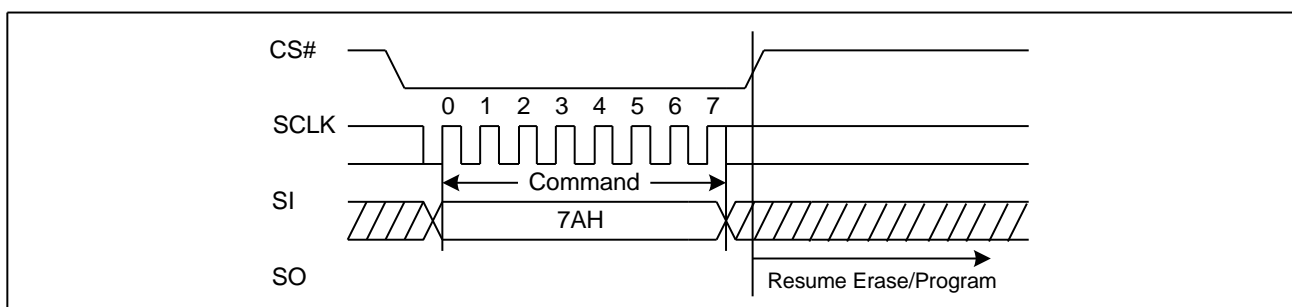 CS#
0 1 2 3 4 5 6 7
SCLK
Command
SI
7AH
SO
Resume Erase/Program